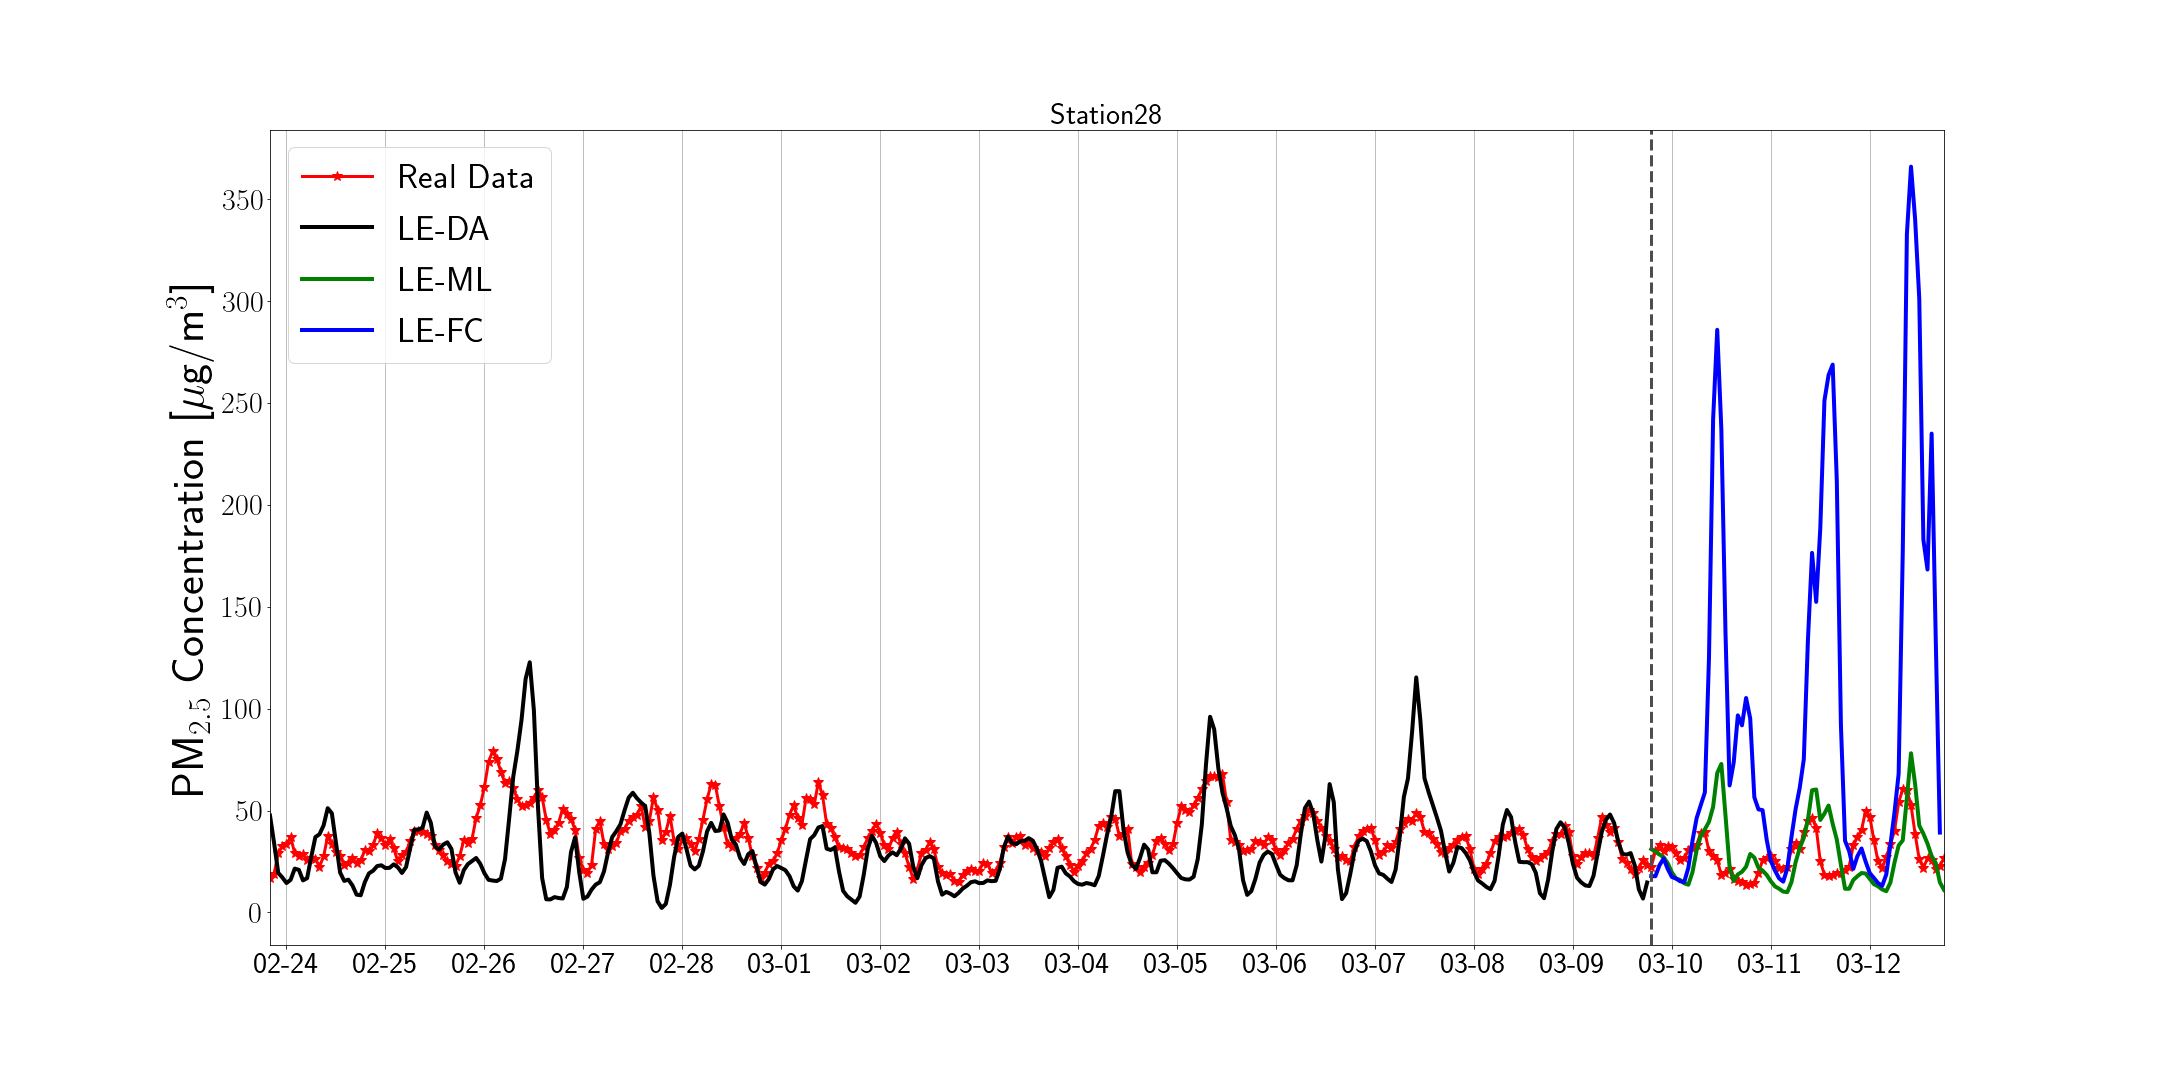 Station28
Real Data
LE-DA
LE-ML
LE-FC
PM2.5 Concentration [μg/m³]
350
300
250
200
150
100
50
0
02-24 02-25 02-26 02-27 02-28 03-01 03-02 03-03 03-04 03-05 03-06 03-07 03-08 03-09 03-10 03-11 03-12